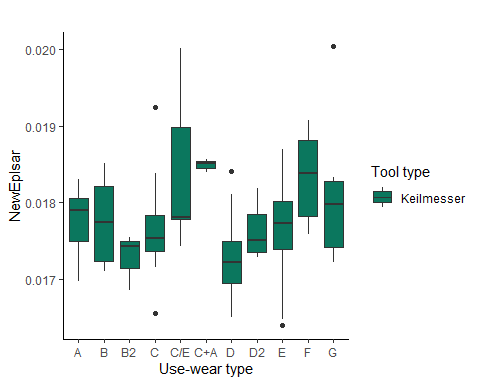 0.020
0.019
0.018
0.017
NewEplsar
A B B2 C C/E C+A D D2 E F G
Use-wear type
Tool type
Keilmesser